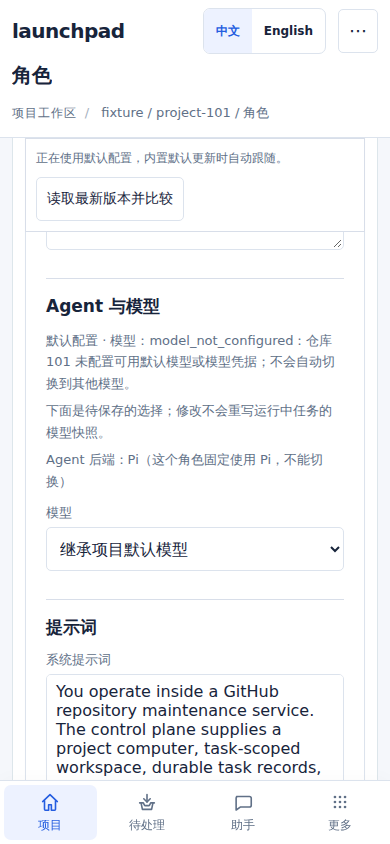 launchpad
中文
English
...
角色
项目工作区 / fixture / project-101 / 角色
正在使用默认配置，内置默认更新时自动跟随。
读取最新版本并比较
Agent 与模型
默认配置 · 模型：model_not_configured：仓库
101 未配置可用默认模型或模型凭据；不会自动切
换到其他模型。
下面是待保存的选择；修改不会重写运行中任务的
模型快照。
Agent 后端：Pi（这个角色固定使用 Pi，不能切
换）
模型
继承项目默认模型
提示词
系统提示词
You operate inside a GitHub
repository maintenance service.
The control plane supplies a
project computer, task-scoped
workspace, durable task records,
项目
待处理
助手
更多